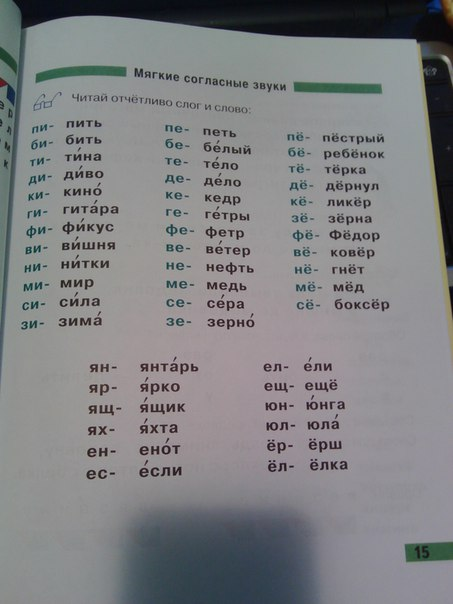 Мягкие согласные звуки
Читай отчётливо слог и слово:
пи- пить пе- петь пё- пёстрый
би- бить бе- бе́лый бё- ребёнок
ти- ти́на те- те́ло тё- тёрка
ди- ди́во де- де́ло дё- дёрнул
ки- кино́ ке- кедр кё- ликёр
ги- гита́ра ге- ге́тры зё- зёрна
фи- фи́кус фе- фетр фё- Фёдор
ви- ви́шня ве- ве́тер вё- ковёр
ни- ни́тки не- нефть нё- гнёт
ми- мир ме- медь мё- мёд
си- си́ла се- се́ра сё- боксёр
зи- зима́ зе- зерно́
ян- янта́рь ел- е́ли
яр- я́рко ещ- ещё
ящ- я́щик юн- ю́нга
ях- я́хта юл- юла́
ен- ено́т ёр- ёрш
ес- е́сли ёл- ёлка
15